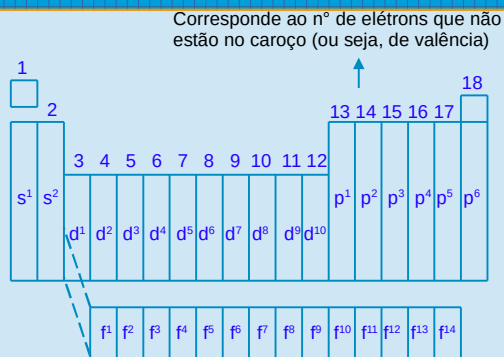 Corresponde ao n° de elétrons que não
estão no caroço (ou seja, de valência)
1
18
2
13 14 15 16 17
3 4 5 6 7 8 9 10 11 12
s¹ s² p¹ p² p³ p⁴ p⁵ p⁶
d¹ d² d³ d⁴ d⁵ d⁶ d⁷ d⁸ d⁹ d¹⁰
f¹ f² f³ f⁴ f⁵ f⁶ f⁷ f⁸ f⁹ f¹⁰ f¹¹ f¹² f¹³ f¹⁴